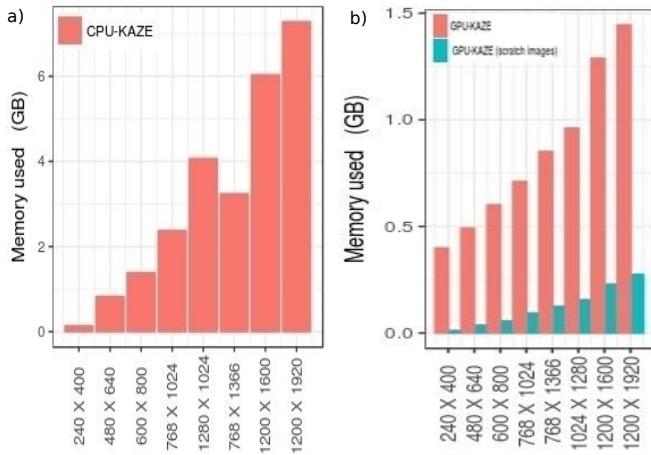 a)
CPU-KAZE
Memory used (GB)
6
4
2
0
240 X 400
480 X 640
600 X 800
768 X 1024
1280 X 1024
768 X 1366
1200 X 1600
1200 X 1920
b)
GPU-KAZE
GPU-KAZE (scratch images)
Memory used (GB)
1.5
1.0
0.5
0.0
240 X 400
480 X 640
600 X 800
768 X 1024
768 X 1366
1024 X 1280
1200 X 1600
1200 X 1920